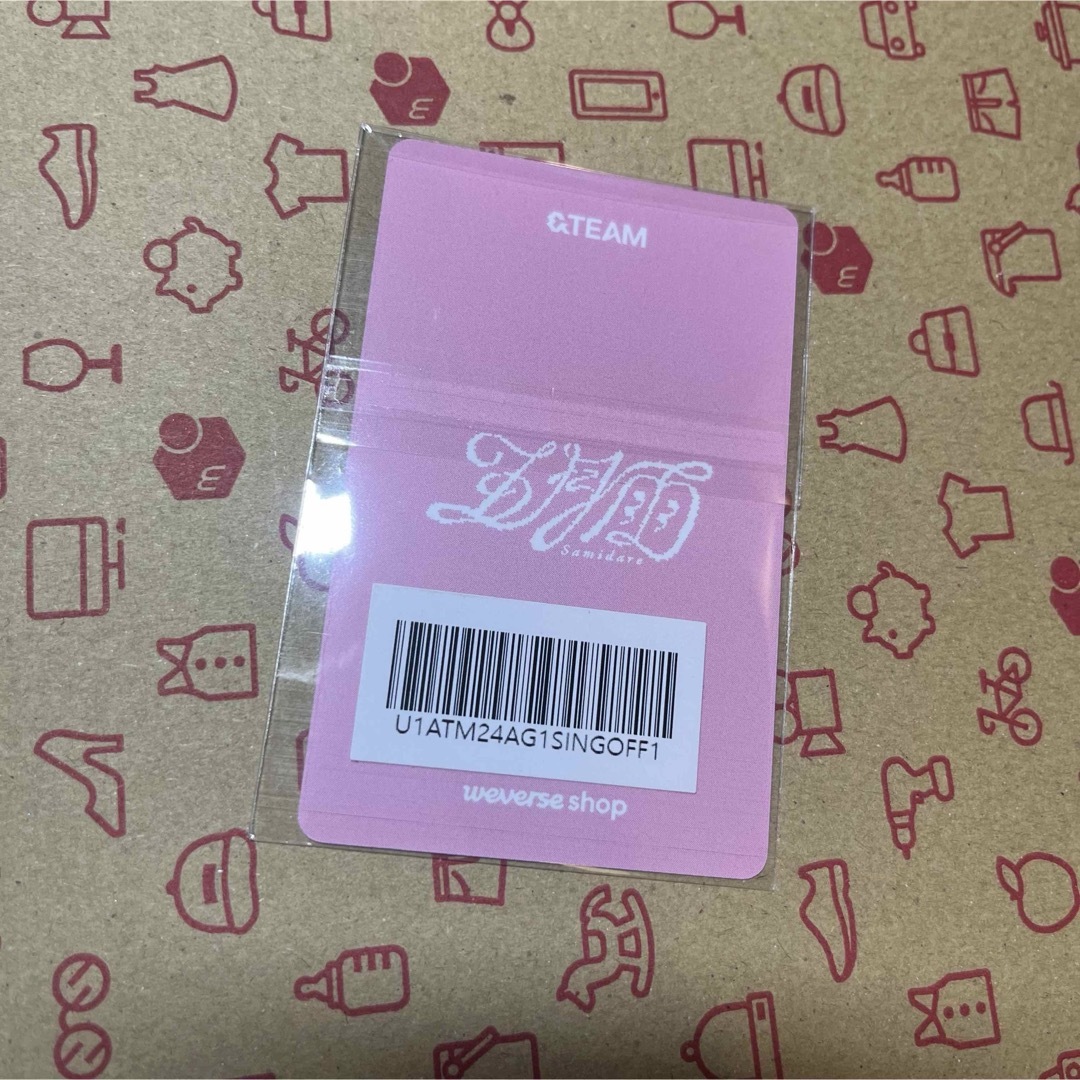 &TEAM
五月雨
Samidare
U1ATM24AG1SINGOFF1
weverse shop